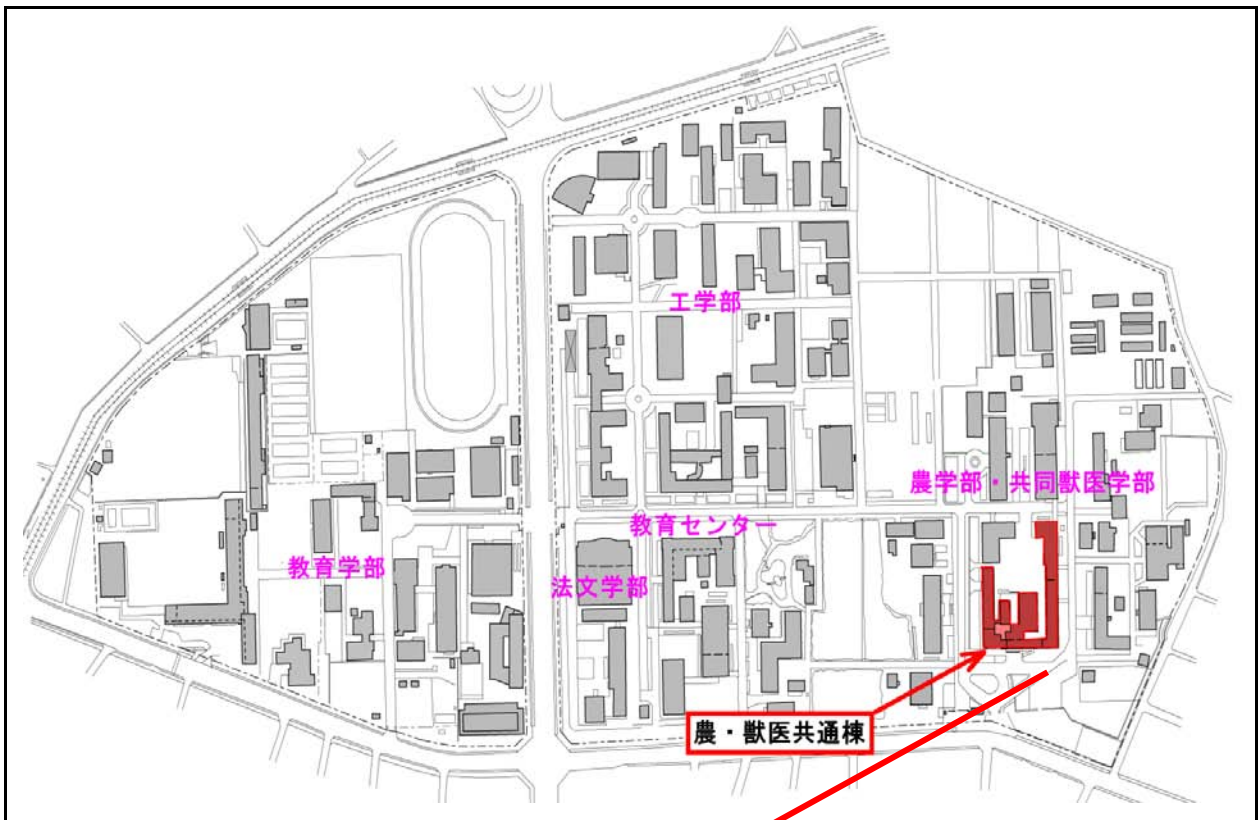 工学部
農学部・共同獣医学部
教育センター
教育学部
法文学部
農・獣医共通棟